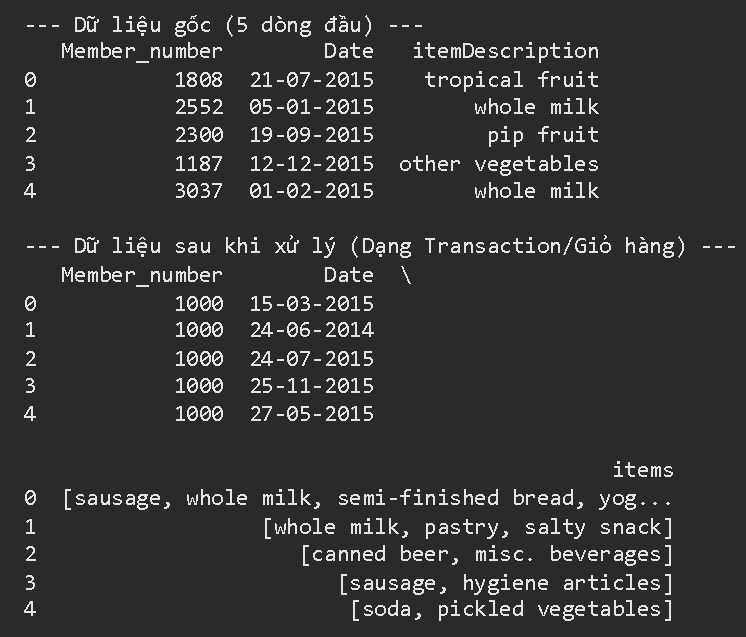 --- Dữ liệu gốc (5 dòng đầu) ---
   Member_number        Date   itemDescription
0           1808  21-07-2015    tropical fruit
1           2552  05-01-2015        whole milk
2           2300  19-09-2015         pip fruit
3           1187  12-12-2015  other vegetables
4           3037  01-02-2015        whole milk
--- Dữ liệu sau khi xử lý (Dạng Transaction/Giỏ hàng) ---
   Member_number        Date  \
0           1000  15-03-2015
1           1000  24-06-2014
2           1000  24-07-2015
3           1000  25-11-2015
4           1000  27-05-2015
                                               items
0  [sausage, whole milk, semi-finished bread, yog...
1                  [whole milk, pastry, salty snack]
2                     [canned beer, misc. beverages]
3                        [sausage, hygiene articles]
4                         [soda, pickled vegetables]